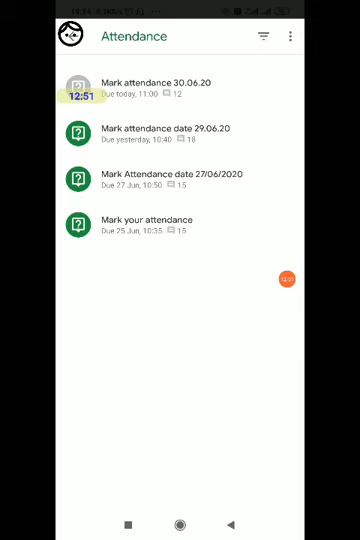 Attendance
Mark attendance 30.06.20
12:51
Due today, 11:00 12
Mark attendance date 29.06.20
Due yesterday, 10:40 18
Mark Attendance date 27/06/2020
Due 27 Jun, 10:50 15
Mark your attendance
Due 25 Jun, 10:35 15